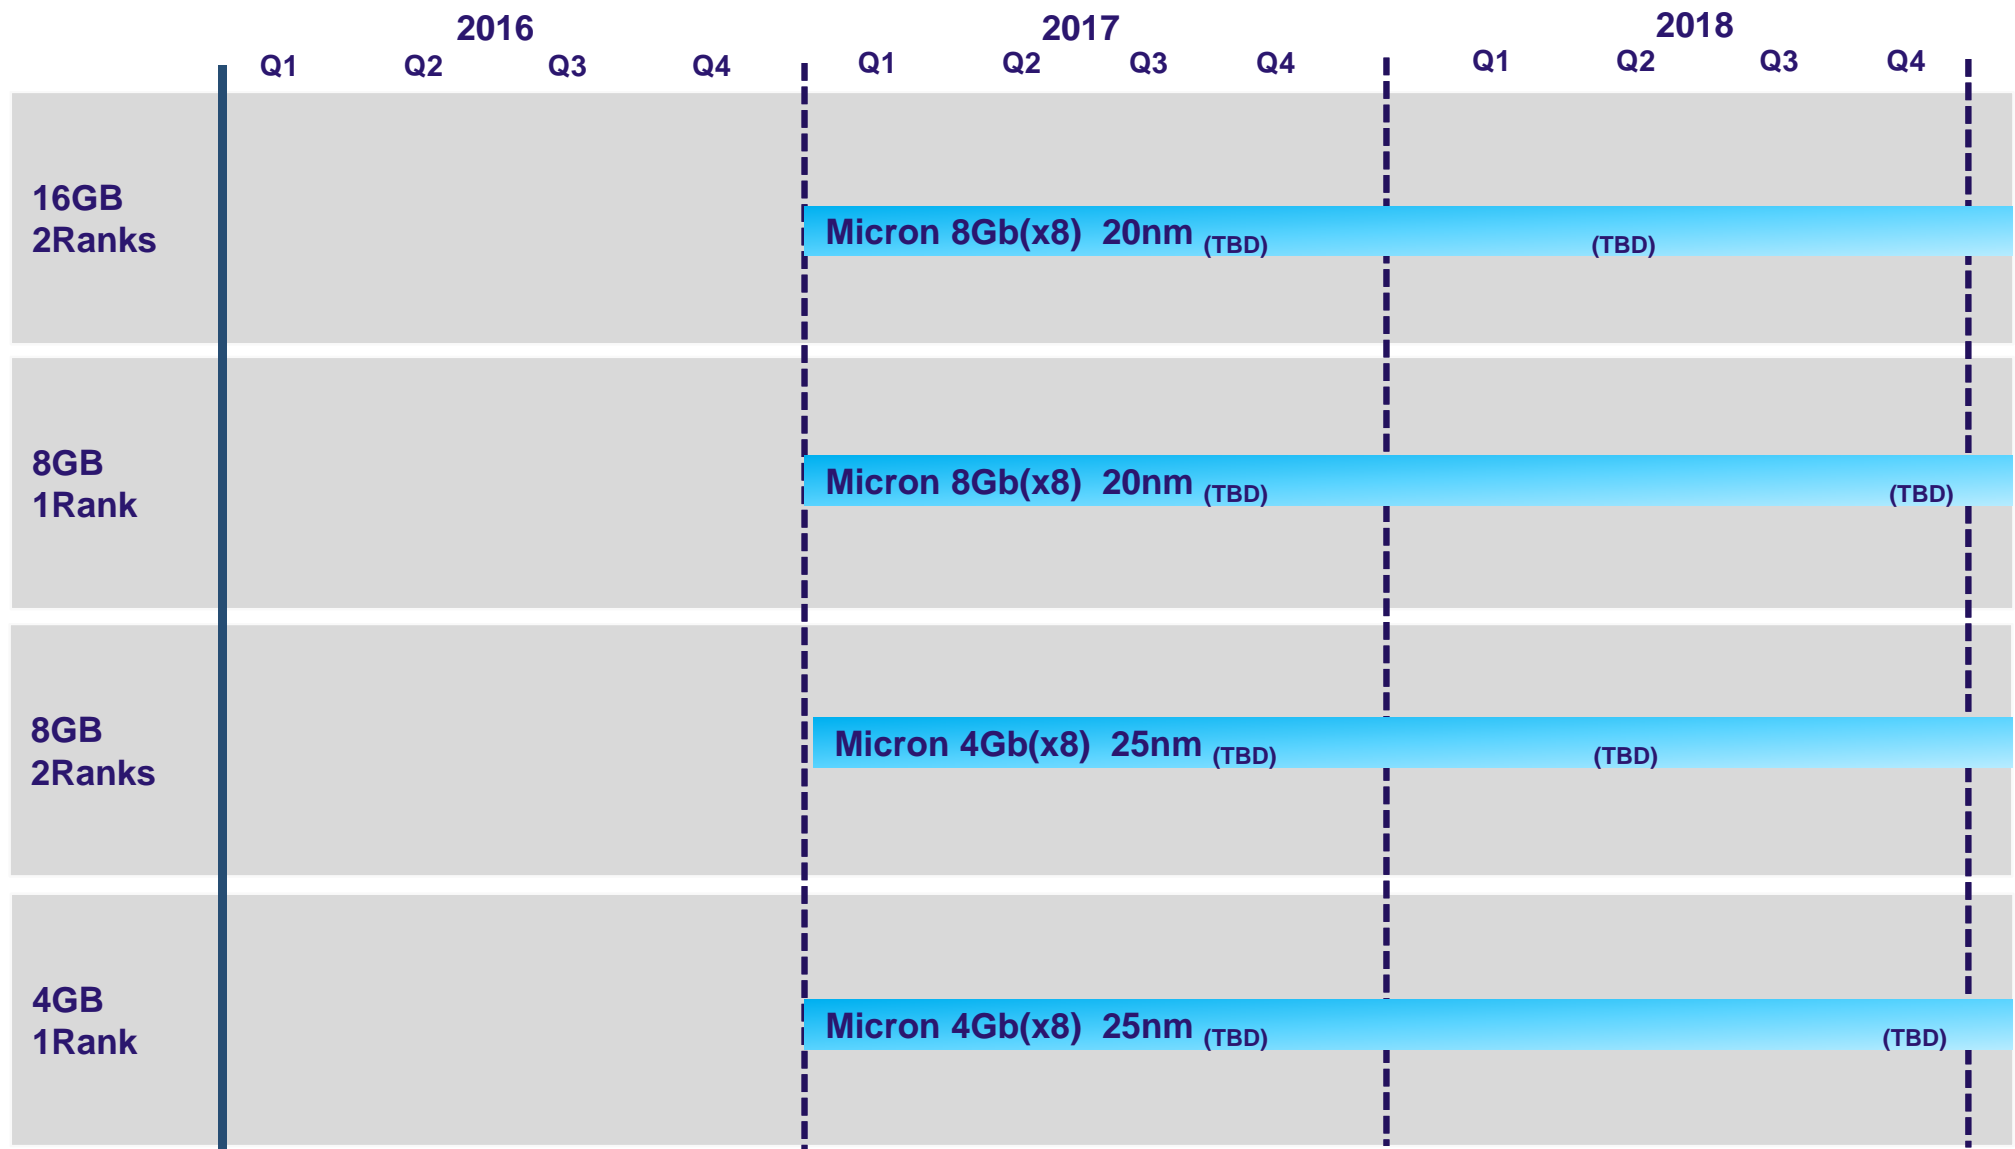 2016 2017 2018
Q1 Q2 Q3 Q4 Q1 Q2 Q3 Q4 Q1 Q2 Q3 Q4
16GB
2Ranks
Micron 8Gb(x8) 20nm (TBD) (TBD)
8GB
1Rank
Micron 8Gb(x8) 20nm (TBD) (TBD)
8GB
2Ranks
Micron 4Gb(x8) 25nm (TBD) (TBD)
4GB
1Rank
Micron 4Gb(x8) 25nm (TBD) (TBD)